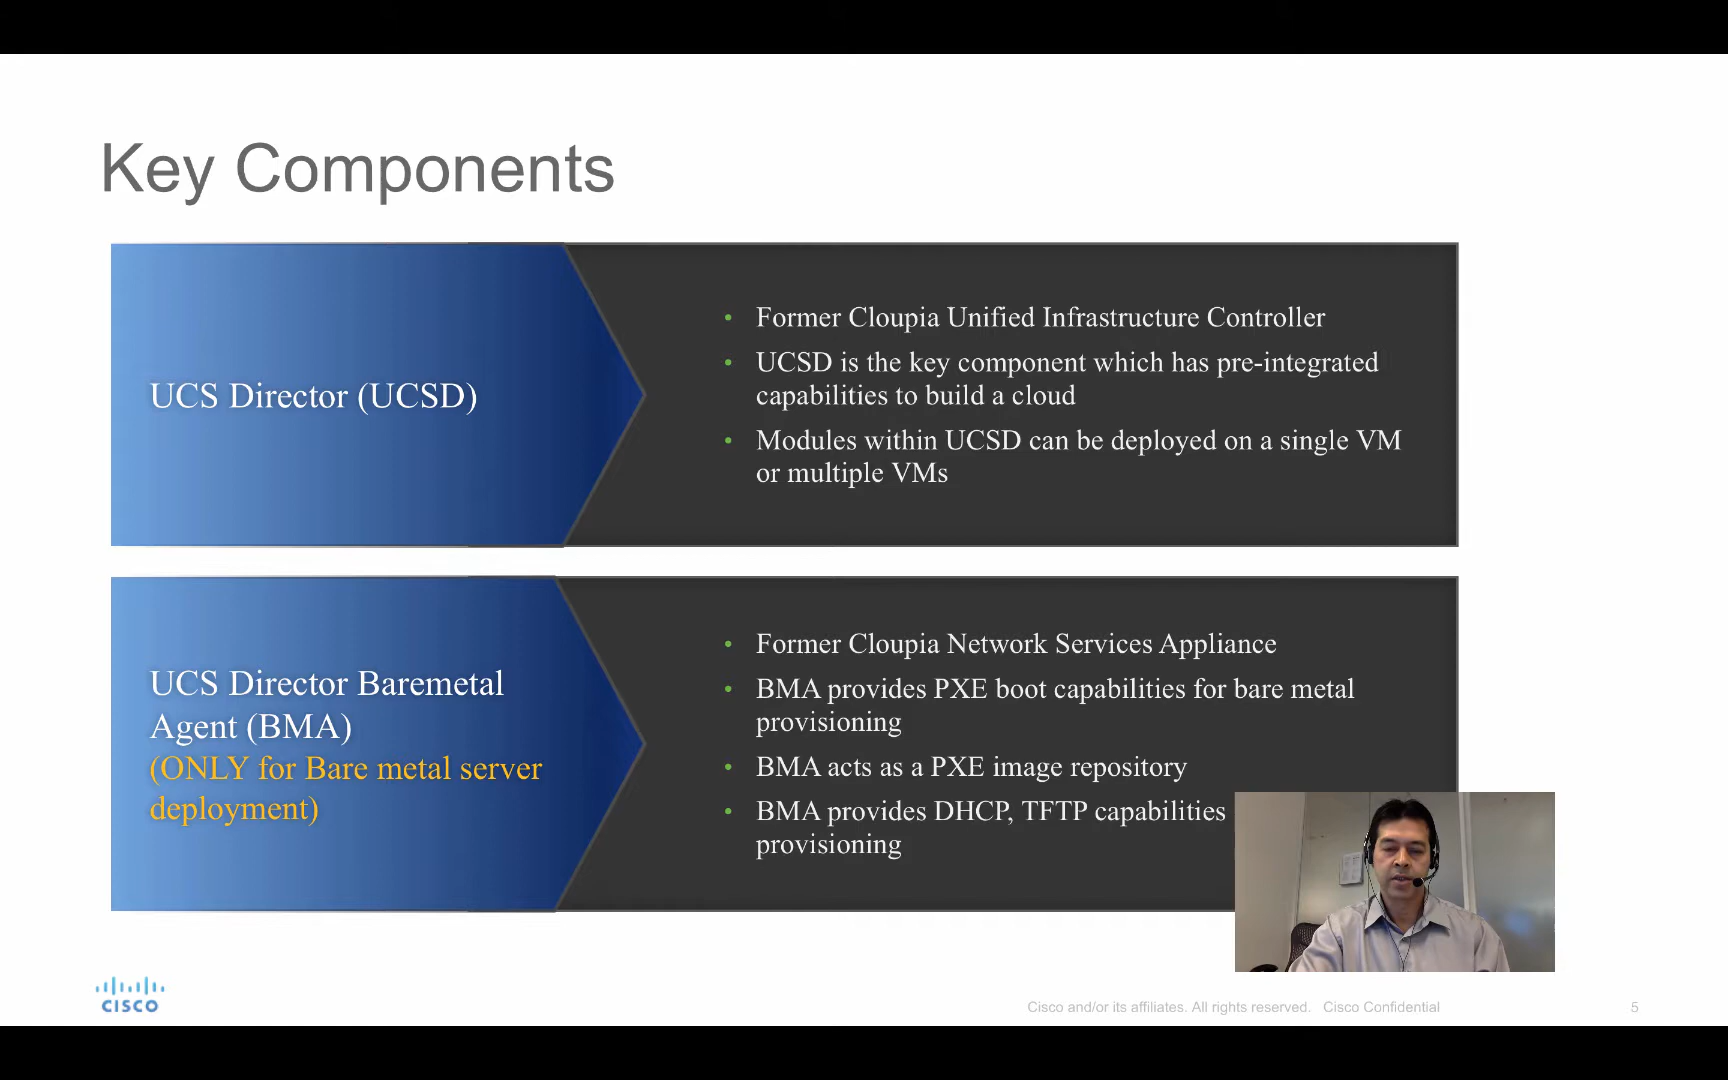 Key Components
UCS Director (UCSD)
• Former Cloupia Unified Infrastructure Controller
• UCSD is the key component which has pre-integrated
capabilities to build a cloud
• Modules within UCSD can be deployed on a single VM
or multiple VMs
UCS Director Baremetal
Agent (BMA)
(ONLY for Bare metal server
deployment)
• Former Cloupia Network Services Appliance
• BMA provides PXE boot capabilities for bare metal
provisioning
• BMA acts as a PXE image repository
• BMA provides DHCP, TFTP capabilities
provisioning
CISCO
Cisco and/or its affiliates. All rights reserved. Cisco Confidential
5